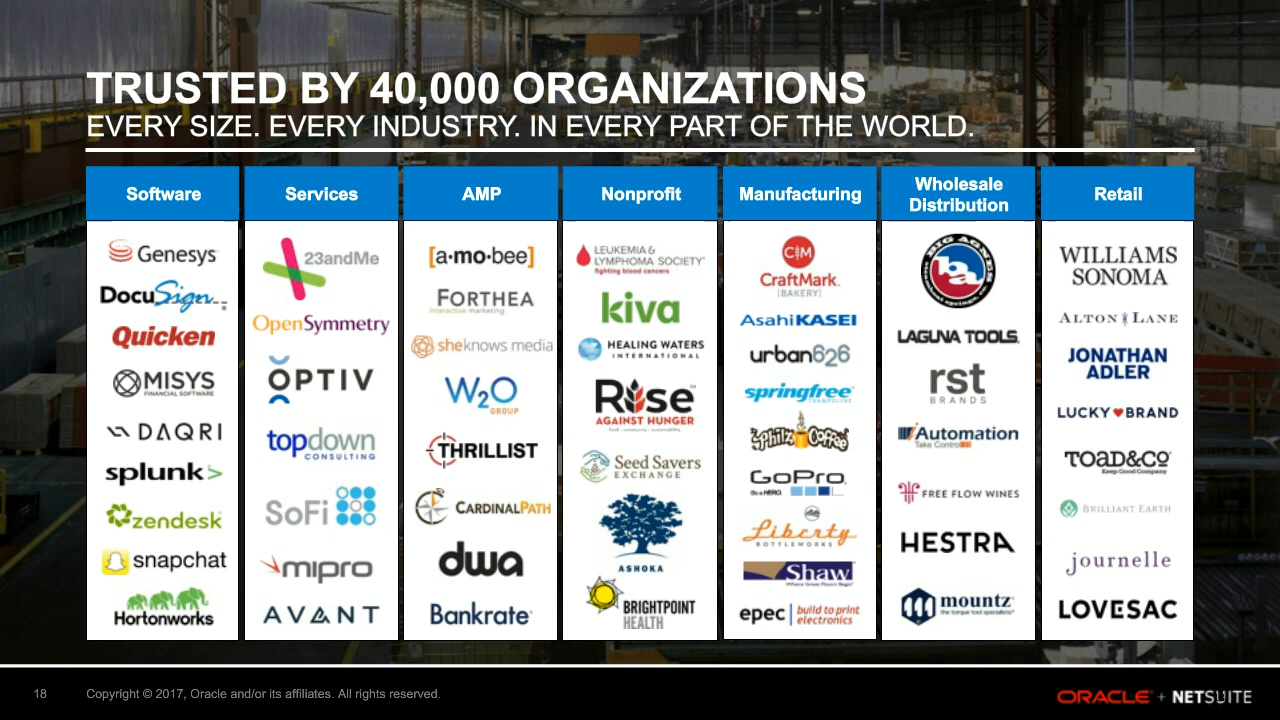 TRUSTED BY 40,000 ORGANIZATIONS
EVERY SIZE. EVERY INDUSTRY. IN EVERY PART OF THE WORLD.
Software
Genesys
DocuSign
Quicken
MISYS
FINANCIAL SOFTWARE
DAQRI
splunk>
zendesk
snapchat
Hortonworks
Services
23andMe
OpenSymmetry
OPTIV
topdown
CONSULTING
SoFi
mipro
AVANT
AMP
[a•mo•bee]
FORTHEA
interactive marketing
sheknows media
W2O
GROUP
THRILLIST
CARDINALPATH
dwa
Bankrate
Nonprofit
LEUKEMIA &
LYMPHOMA SOCIETY
fighting blood cancers
kiva
HEALING WATERS
INTERNATIONAL
Rise
AGAINST HUNGER
Seed Savers
EXCHANGE
ASHOKA
BRIGHTPOINT
HEALTH
Manufacturing
C M
CraftMark
BAKERY
AsahiKASEI
urban626
springfree
TRAMPOLINE
Philz Coffee
GoPro
Be a HERO.
Liberty
BOTTLEWORKS
Shaw
Where Great Floors Begin
epec
build to print
electronics
Wholesale
Distribution
BIG AGNES
ba
LAGUNA TOOLS
rst
BRANDS
Automation
Take Control
FREE FLOW WINES
HESTRA
mountz
the torque tool specialists
Retail
WILLIAMS
SONOMA
ALTON LANE
JONATHAN
ADLER
LUCKY BRAND
TOAD&CO
Keep Good Company
BRILLIANT EARTH
journelle
LOVESAC
18
Copyright © 2017, Oracle and/or its affiliates. All rights reserved.
ORACLE + NETSUITE